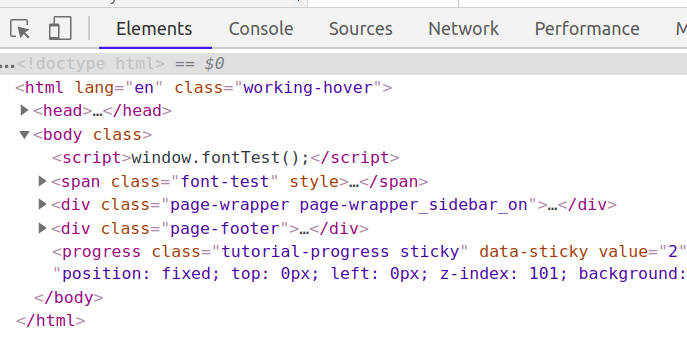 Elements Console Sources Network Performance M
…<!doctype html> == $0
<html lang="en" class="working-hover">
<head>…</head>
<body class>
<script>window.fontTest();</script>
<span class="font-test" style>…</span>
<div class="page-wrapper page-wrapper_sidebar_on">…</div>
<div class="page-footer">…</div>
<progress class="tutorial-progress sticky" data-sticky value="2"
"position: fixed; top: 0px; left: 0px; z-index: 101; background:
</body>
</html>